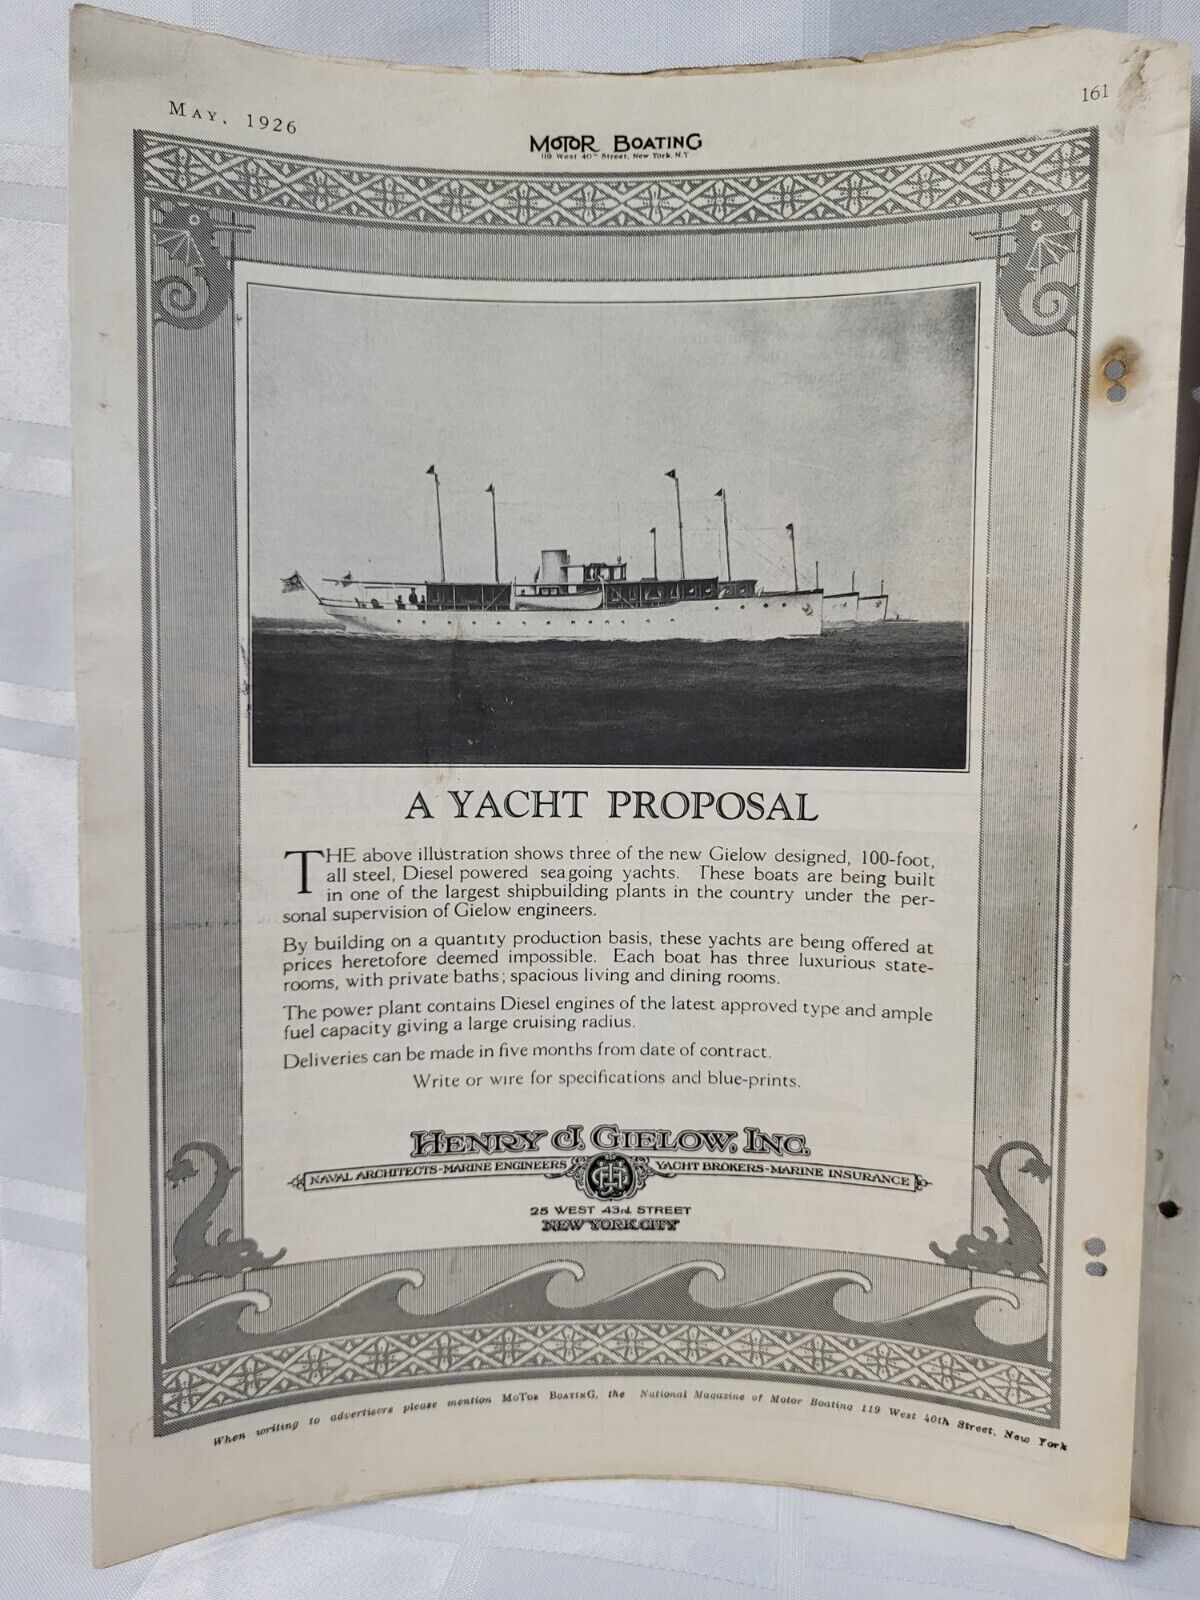 May, 1926
161
MoToR BoatinG
119 West 40th Street, New York, N.Y.
A YACHT PROPOSAL
THE above illustration shows three of the new Gielow designed, 100-foot,
all steel, Diesel powered seagoing yachts. These boats are being built
in one of the largest shipbuilding plants in the country under the per-
sonal supervision of Gielow engineers.
By building on a quantity production basis, these yachts are being offered at
prices heretofore deemed impossible. Each boat has three luxurious state-
rooms, with private baths; spacious living and dining rooms.
The power plant contains Diesel engines of the latest approved type and ample
fuel capacity giving a large cruising radius.
Deliveries can be made in five months from date of contract.
Write or wire for specifications and blue-prints.
HENRY J. GIELOW, INC.
NAVAL ARCHITECTS-MARINE ENGINEERS YACHT BROKERS-MARINE INSURANCE
25 WEST 43rd STREET
NEW YORK CITY
When writing to advertisers please mention MoToR BoatinG, the National Magazine of Motor Boating 119 West 40th Street, New York